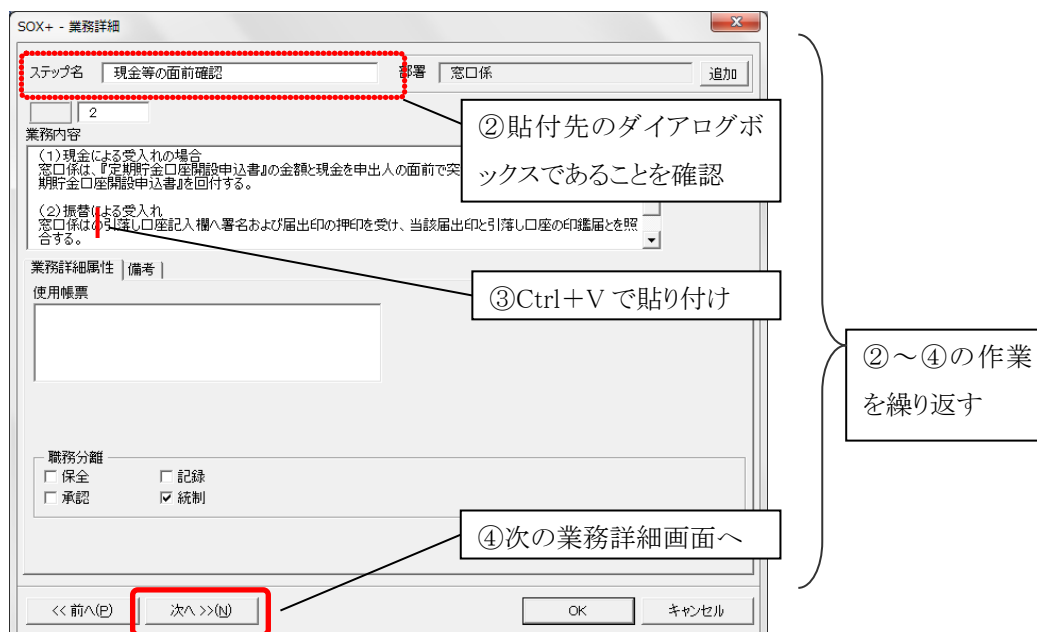 SOX+ - 業務詳細
ステップ名 現金等の面前確認 部署 窓口係 追加
2
業務内容
(1)現金による受入れの場合
窓口係は、『定期貯金口座開設申込書』の金額と現金を申出人の面前で突
期貯金口座開設申込書』を回付する。
(2)振替による受入れ
窓口係はの引落し口座記入欄へ署名および届出印の押印を受け、当該届出印と引落し口座の印鑑届とを照
合する。
②貼付先のダイアログボ
ックスであることを確認
業務詳細属性 備考
使用帳票
③Ctrl+V で貼り付け
②～④の作業
を繰り返す
職務分離
保全 記録
承認 統制
④次の業務詳細画面へ
<< 前へ(P) 次へ >>(N) OK キャンセル